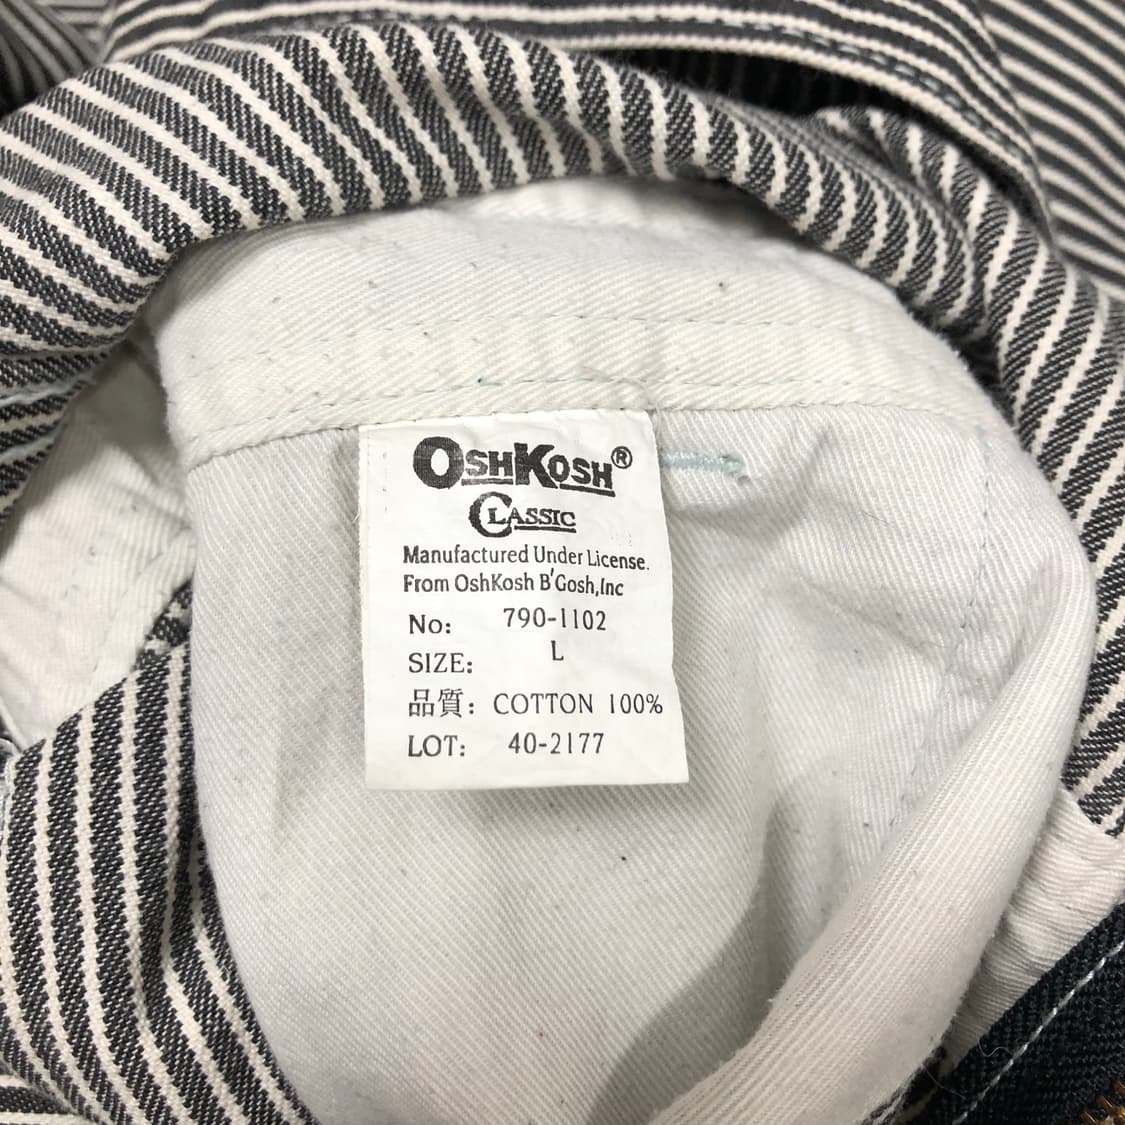 OSHKOSH®
CLASSIC
Manufactured Under License.
From OshKosh B'Gosh,Inc
No: 790-1102
SIZE: L
品質: COTTON 100%
LOT: 40-2177